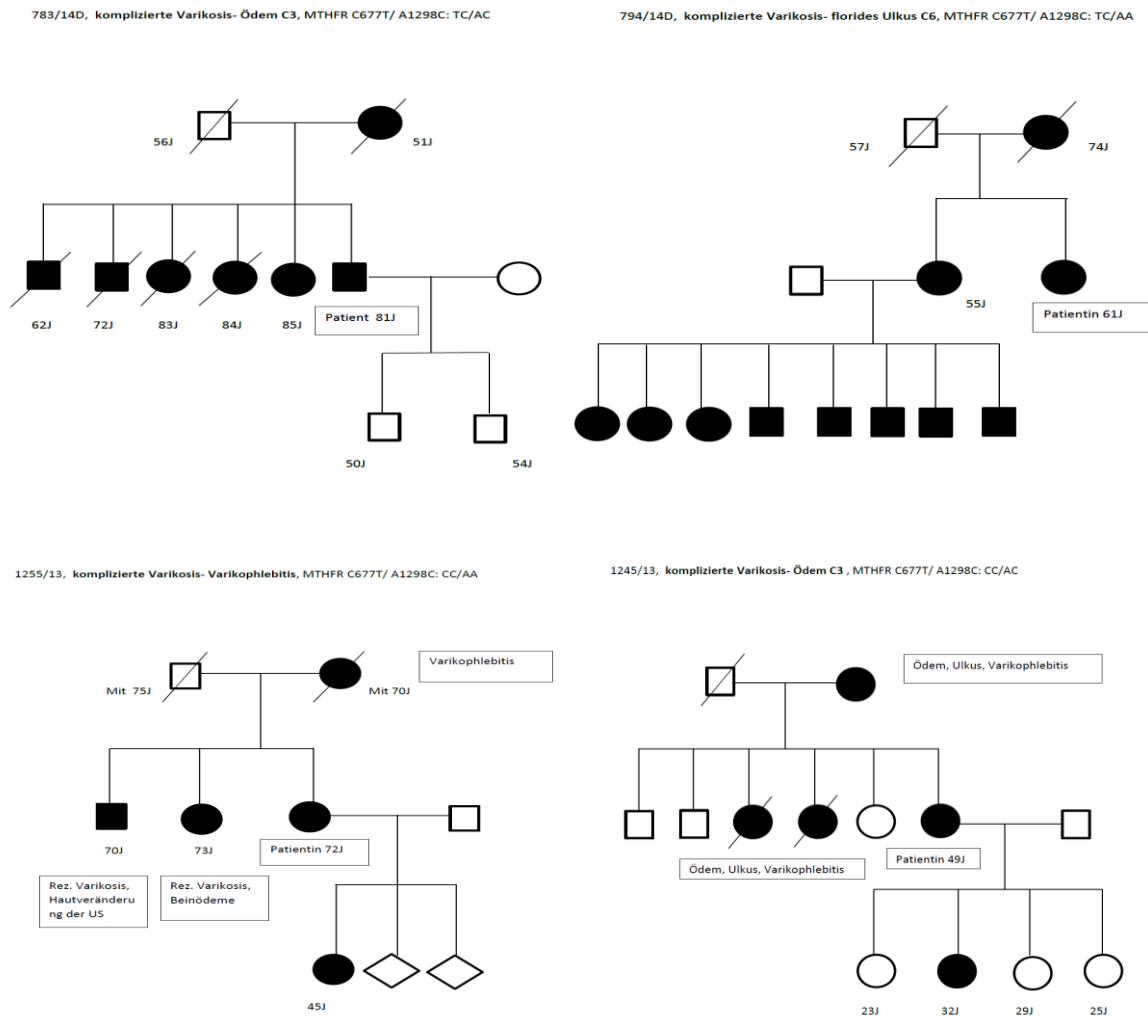 783/14D, komplizierte Varikosis- Ödem C3, MTHFR C677T/ A1298C: TC/AC
56J
51J
62J
72J
83J
84J
85J
Patient 81J
50J
54J
794/14D, komplizierte Varikosis- florides Ulkus C6, MTHFR C677T/ A1298C: TC/AA
57J
74J
55J
Patientin 61J
1255/13, komplizierte Varikosis- Varikophlebitis, MTHFR C677T/ A1298C: CC/AA
Varikophlebitis
Mit 75J
Mit 70J
70J
73J
Patientin 72J
Rez. Varikosis,
Hautveränderu
ng der US
Rez. Varikosis,
Beinödeme
45J
1245/13, komplizierte Varikosis- Ödem C3 , MTHFR C677T/ A1298C: CC/AC
Ödem, Ulkus, Varikophlebitis
Ödem, Ulkus, Varikophlebitis
Patientin 49J
23J
32J
29J
25J